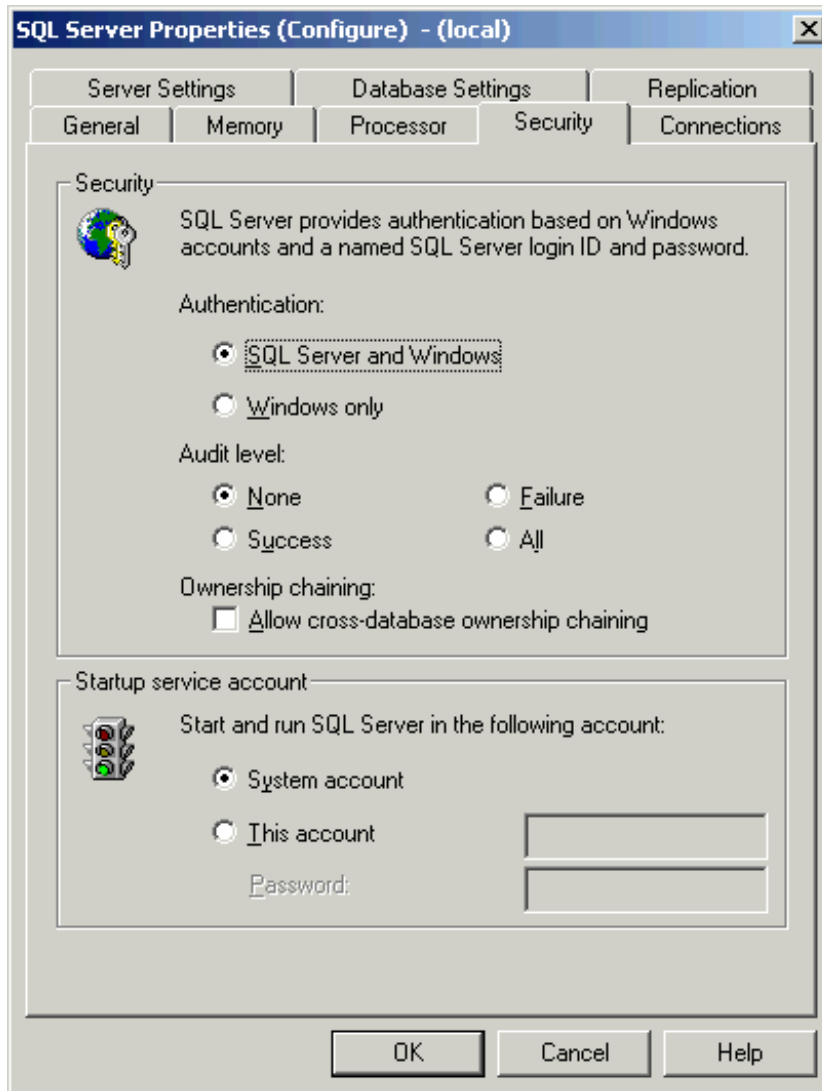 SQL Server Properties (Configure) - (local)
Server Settings
Database Settings
Replication
General
Memory
Processor
Security
Connections
Security
SQL Server provides authentication based on Windows
accounts and a named SQL Server login ID and password.
Authentication:
SQL Server and Windows
Windows only
Audit level:
None
Failure
Success
All
Ownership chaining:
Allow cross-database ownership chaining
Startup service account
Start and run SQL Server in the following account:
System account
This account
Password:
OK
Cancel
Help